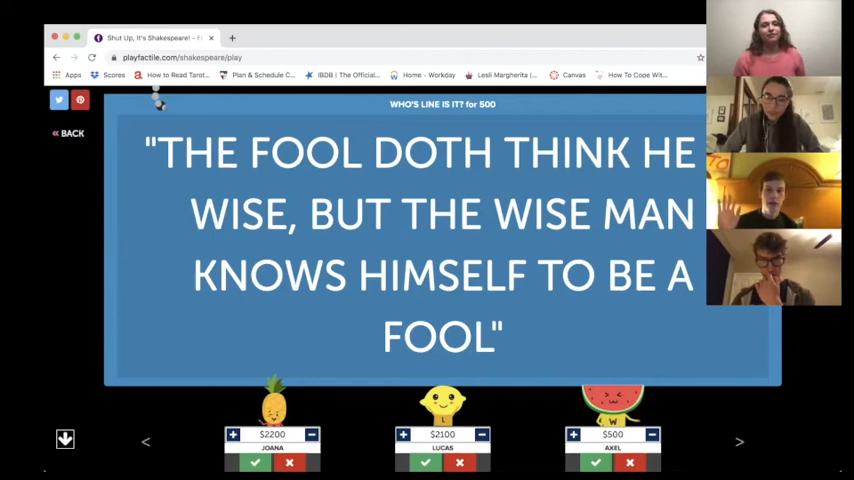 Shut Up, It's Shakespeare! - F
playfactile.com/shakespeare/play
Apps Scores How to Read Tarot... Plan & Schedule C... IBDB | The Official... Home - Workday Lesli Margherita |... Canvas How To Cope Wit...
WHO'S LINE IS IT? for 500
« BACK
"THE FOOL DOTH THINK HE
WISE, BUT THE WISE MAN
KNOWS HIMSELF TO BE A
FOOL"
L
W
+ $2200 − + $2100 − + $500 −
JOANA LUCAS AXEL
TO